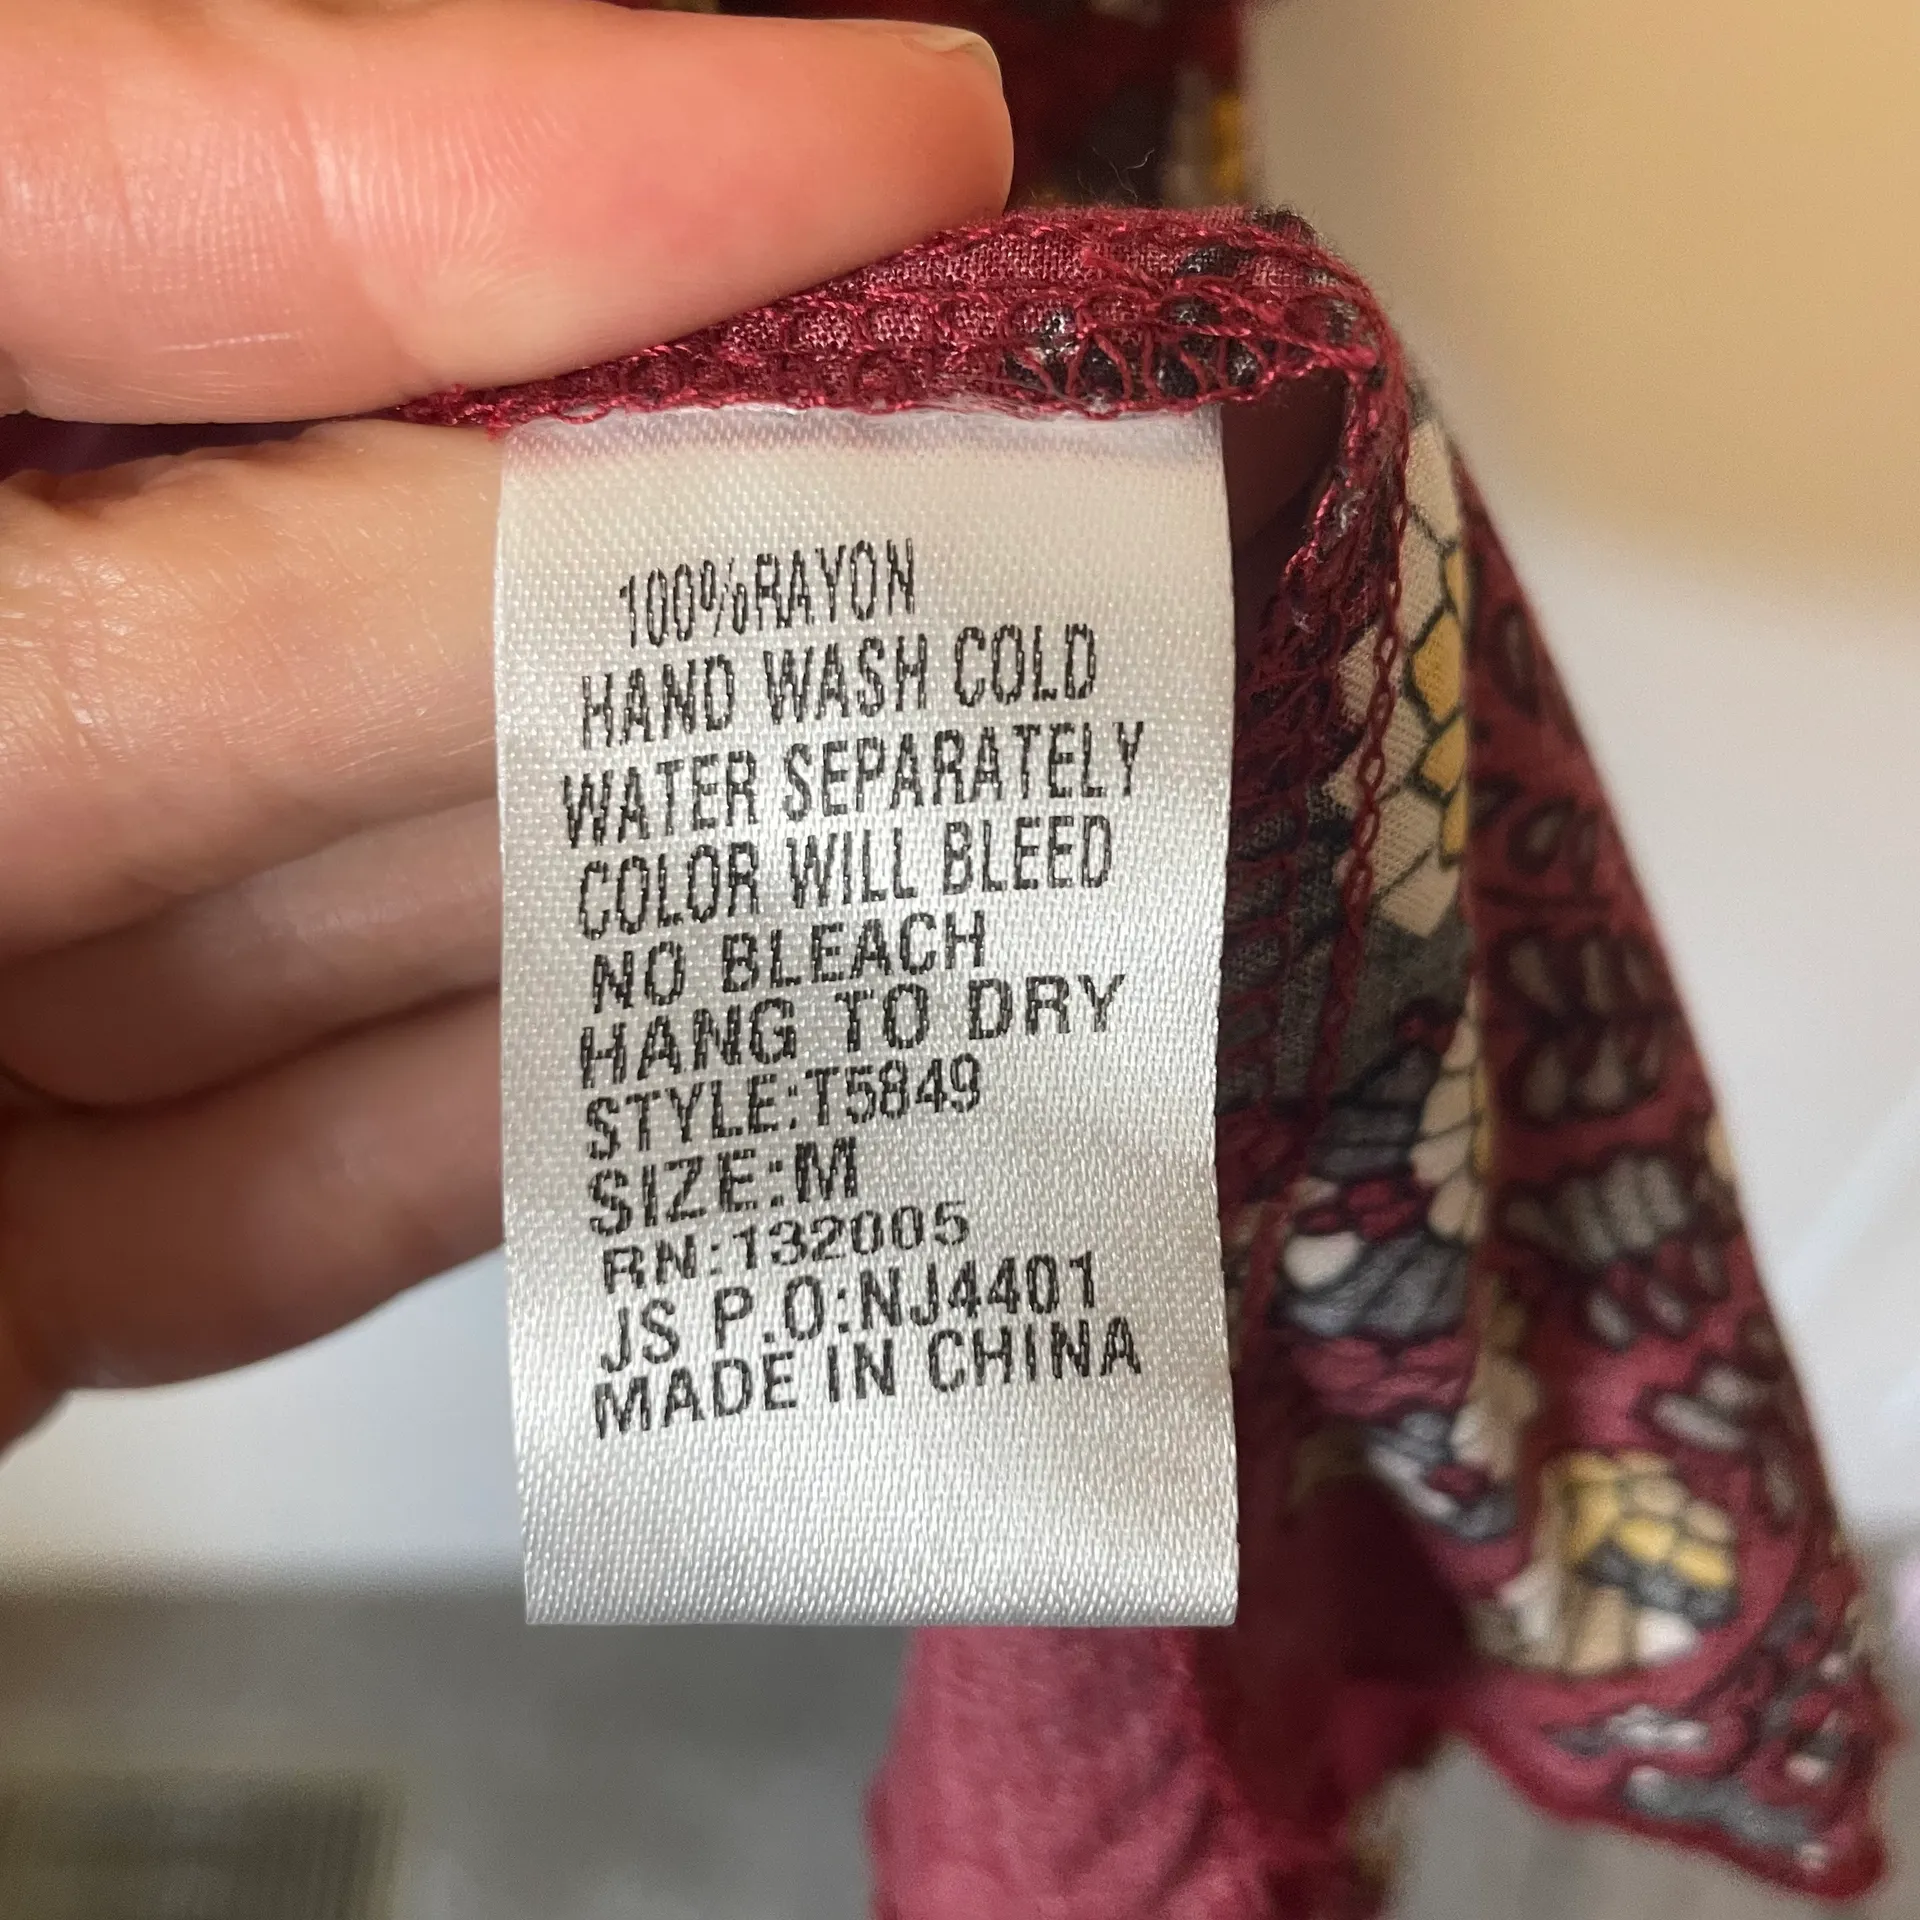 100%RAYON
HAND WASH COLD
WATER SEPARATELY
COLOR WILL BLEED
NO BLEACH
HANG TO DRY
STYLE:T5849
SIZE:M
RN:132005
JS P.O:NJ4401
MADE IN CHINA